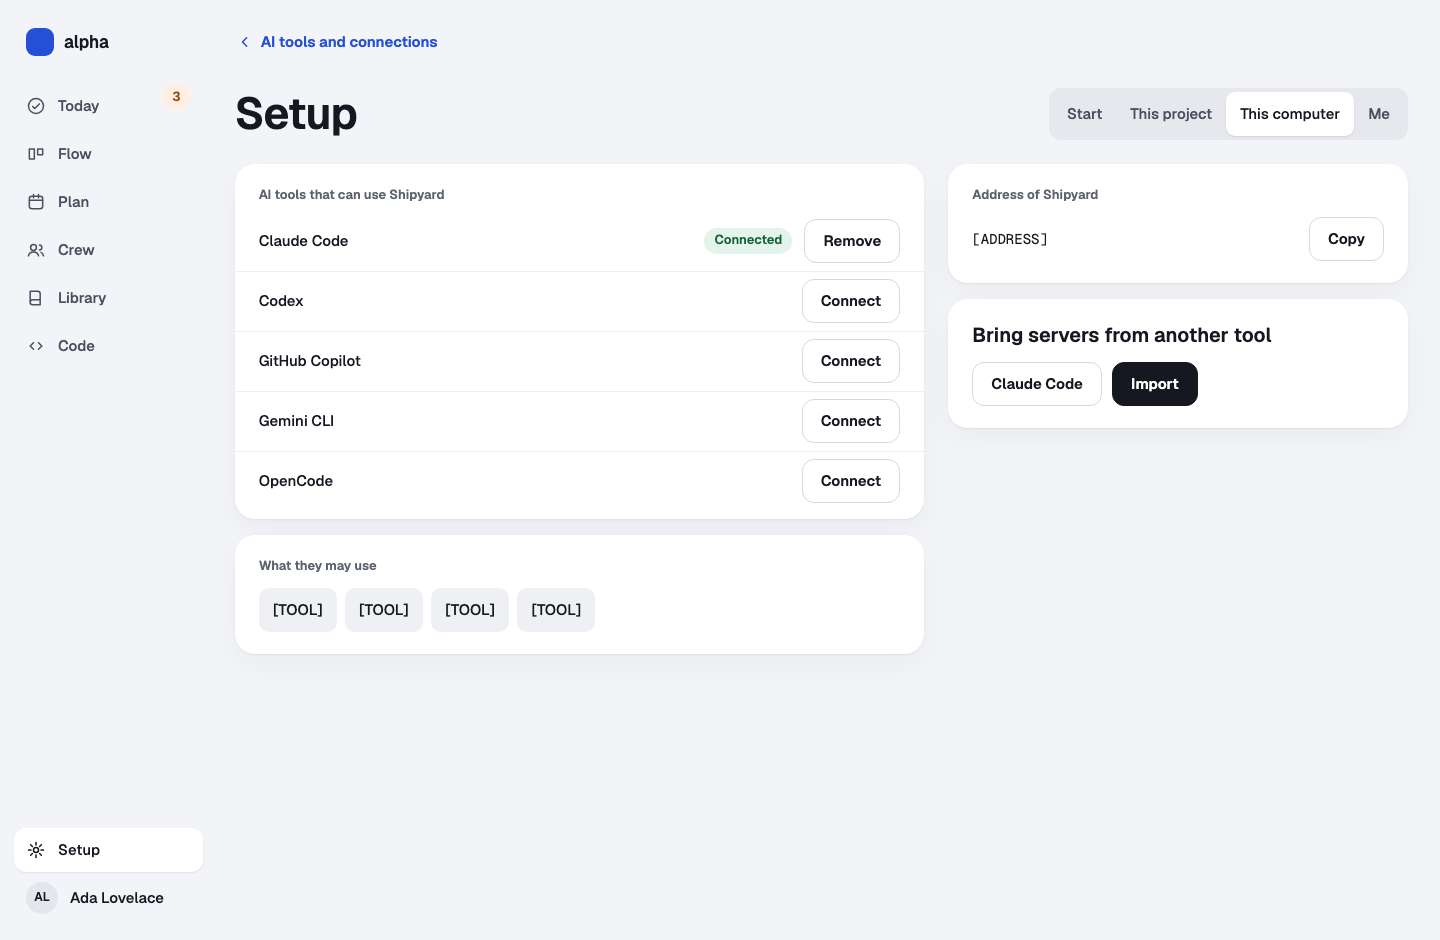 alpha
AI tools and connections
Today
3
Flow
Plan
Crew
Library
Code
Setup
Start
This project
This computer
Me
AI tools that can use Shipyard
Claude Code
Connected
Remove
Codex
Connect
GitHub Copilot
Connect
Gemini CLI
Connect
OpenCode
Connect
What they may use
[TOOL]
[TOOL]
[TOOL]
[TOOL]
Address of Shipyard
[ADDRESS]
Copy
Bring servers from another tool
Claude Code
Import
Setup
AL
Ada Lovelace